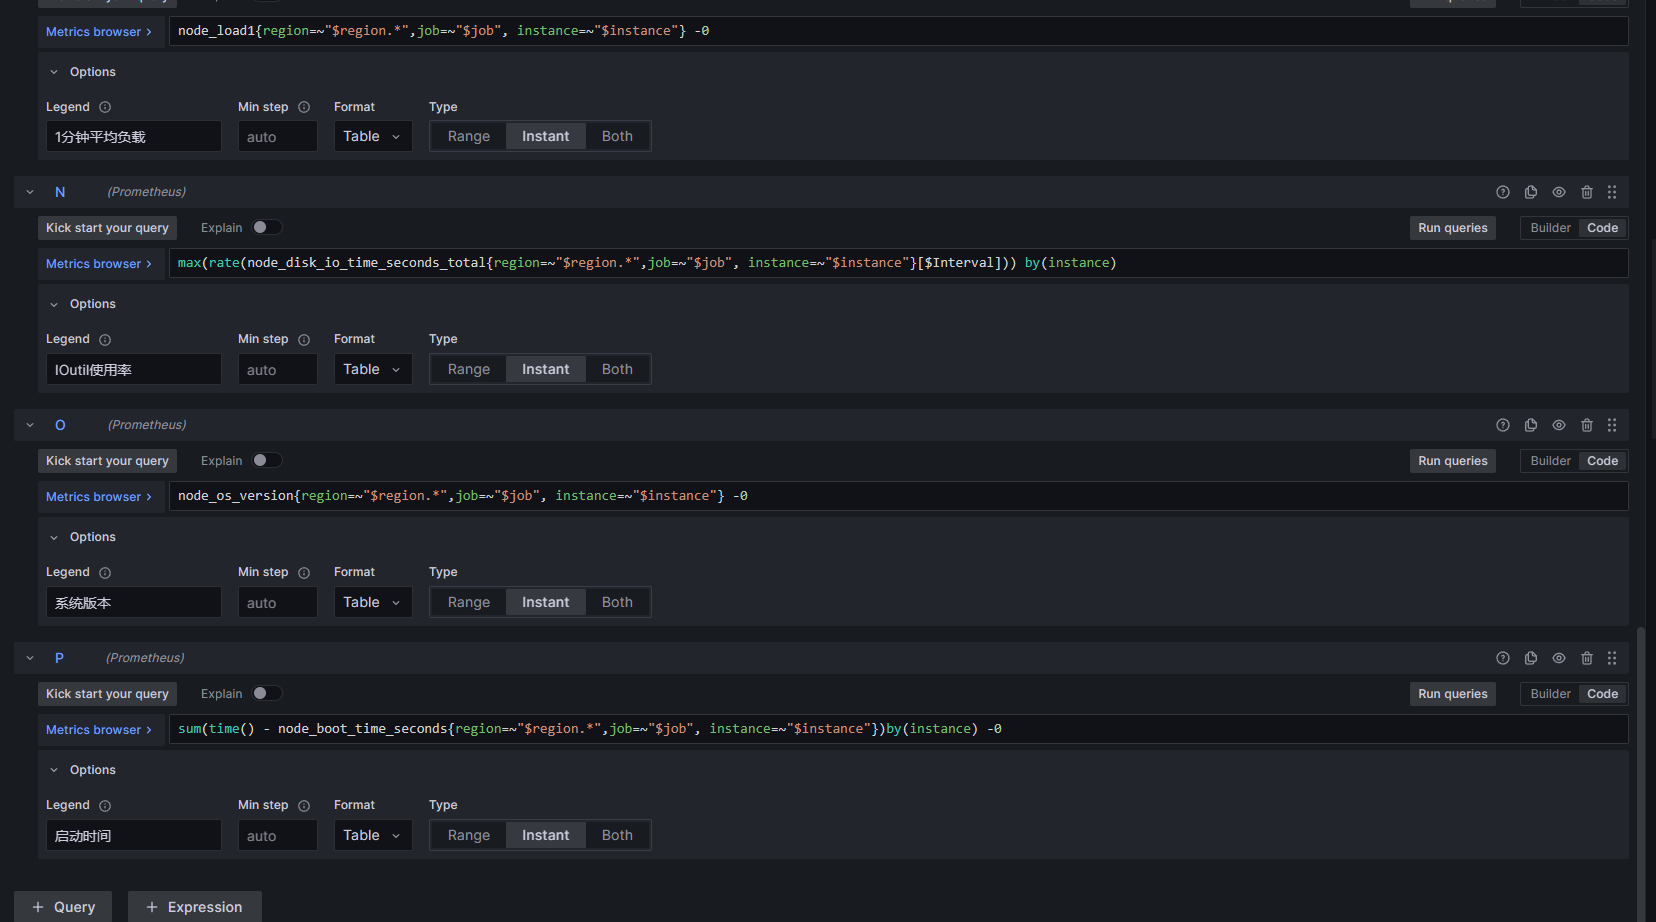 Metrics browser > node_load1{region=~"$region.*",job=~"$job", instance=~"$instance"} -0
Options
Legend Min step Format Type
1分钟平均负载 auto Table Range Instant Both
N (Prometheus)
Kick start your query Explain Run queries Builder Code
Metrics browser > max(rate(node_disk_io_time_seconds_total{region=~"$region.*",job=~"$job", instance=~"$instance"}[$Interval])) by(instance)
Options
Legend Min step Format Type
IOutil使用率 auto Table Range Instant Both
O (Prometheus)
Kick start your query Explain Run queries Builder Code
Metrics browser > node_os_version{region=~"$region.*",job=~"$job", instance=~"$instance"} -0
Options
Legend Min step Format Type
系统版本 auto Table Range Instant Both
P (Prometheus)
Kick start your query Explain Run queries Builder Code
Metrics browser > sum(time() - node_boot_time_seconds{region=~"$region.*",job=~"$job", instance=~"$instance"})by(instance) -0
Options
Legend Min step Format Type
启动时间 auto Table Range Instant Both
+ Query + Expression